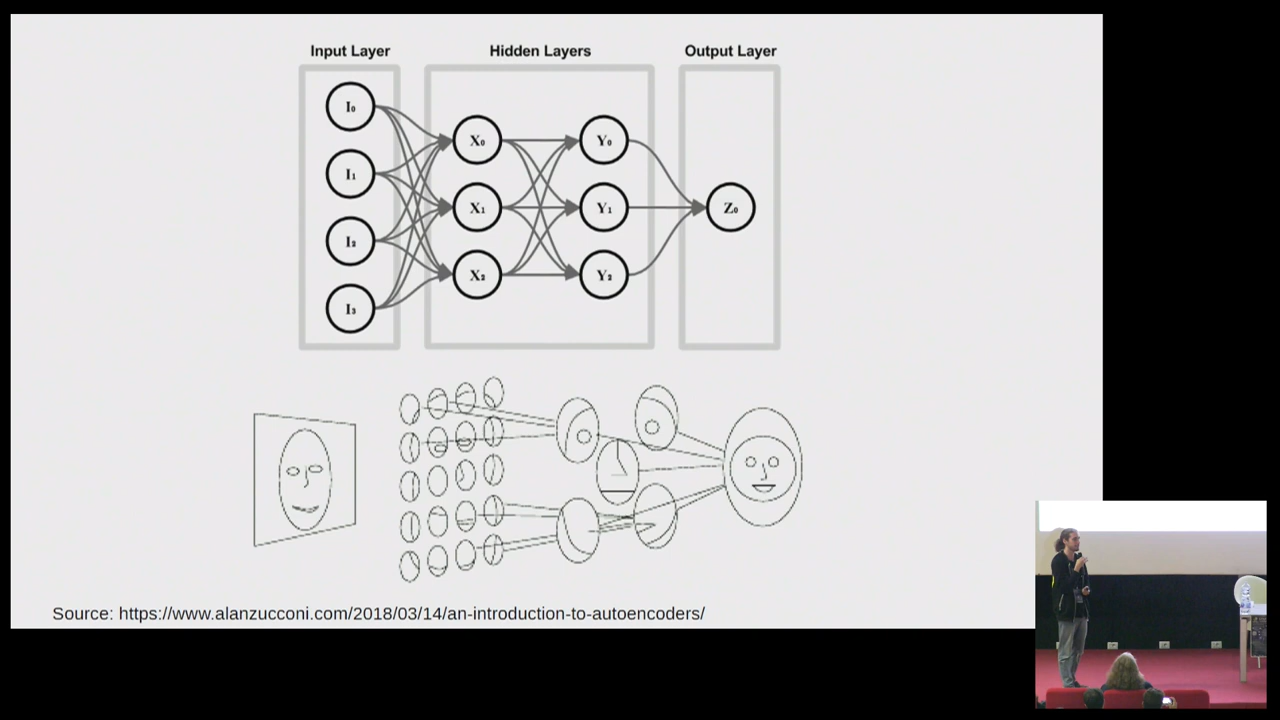 Input Layer
Hidden Layers
Output Layer
I₀
X₀
Y₀
I₁
X₁
Y₁
Z₀
I₂
X₂
Y₂
I₃
Source: https://www.alanzucconi.com/2018/03/14/an-introduction-to-autoencoders/